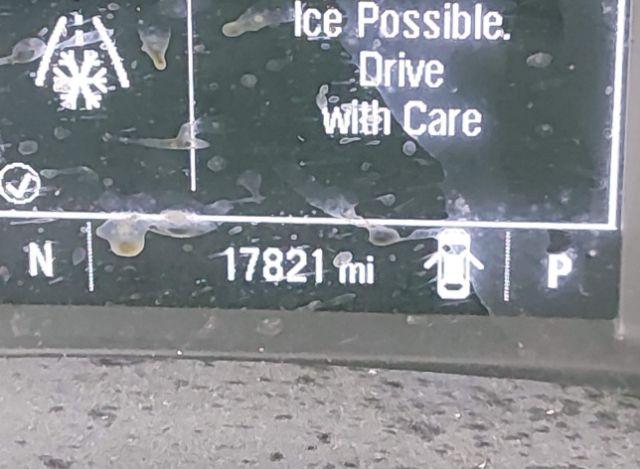 Ice Possible.
Drive
with Care
N 17821 mi P